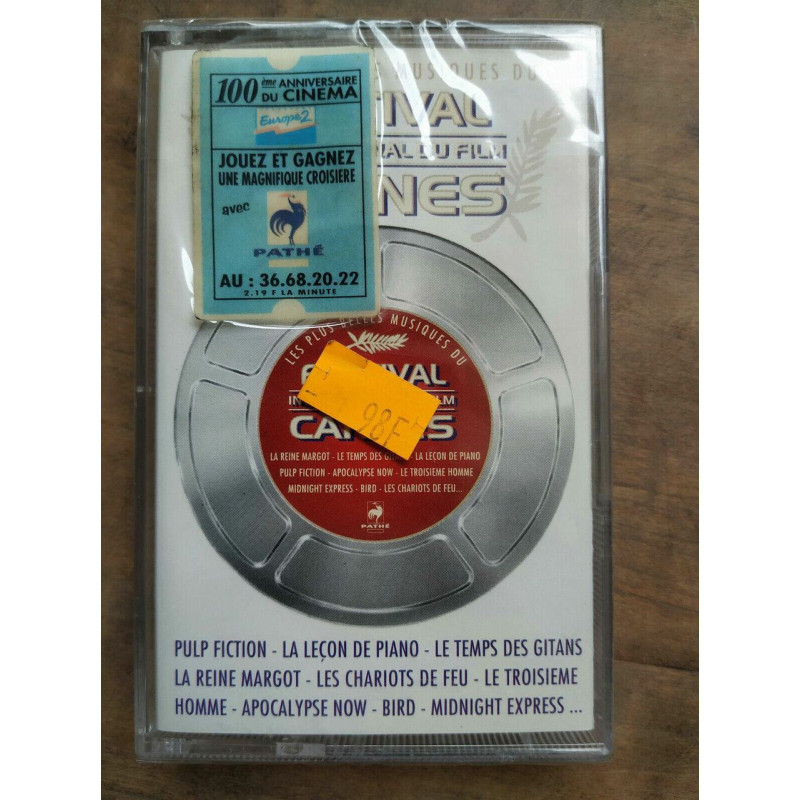 100ème ANNIVERSAIRE
DU CINEMA
Europe 2
JOUEZ ET GAGNEZ
UNE MAGNIFIQUE CROISIERE
avec
PATHÉ
AU : 36.68.20.22
2.19 F LA MINUTE
MUSIQUES DU
DU FILM
LES PLUS BELLES MUSIQUES DU
98F
LA REINE MARGOT - LE TEMPS DES - LA LEÇON DE PIANO
PULP FICTION - APOCALYPSE NOW - LE TROISIEME HOMME
MIDNIGHT EXPRESS - BIRD - LES CHARIOTS DE FEU...
PATHÉ
PULP FICTION - LA LEÇON DE PIANO - LE TEMPS DES GITANS
LA REINE MARGOT - LES CHARIOTS DE FEU - LE TROISIEME
HOMME - APOCALYPSE NOW - BIRD - MIDNIGHT EXPRESS ...